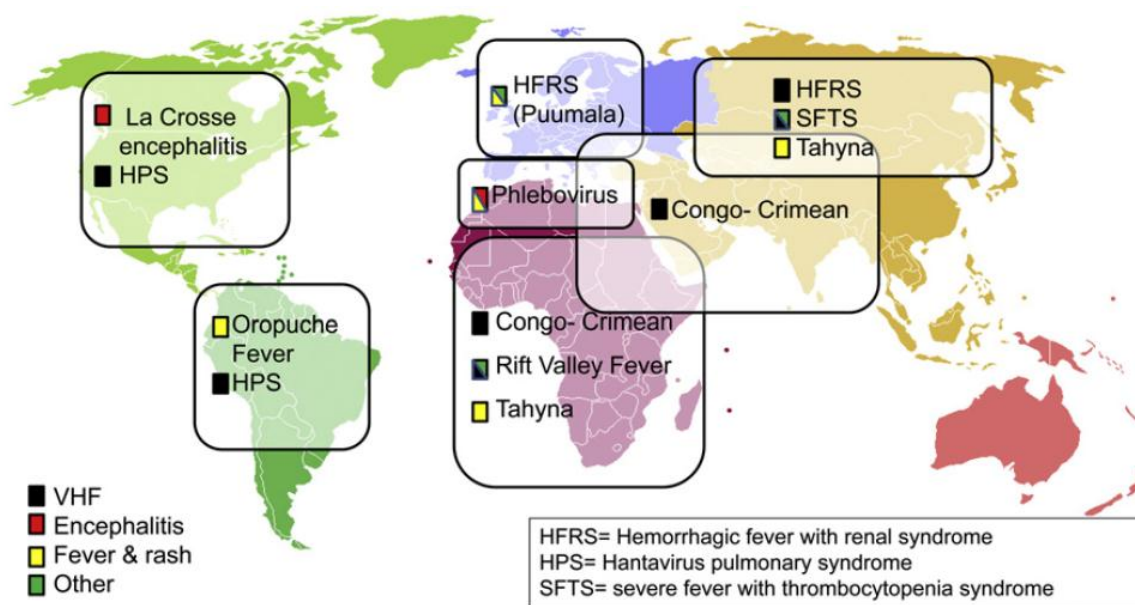 La Crosse
encephalitis
HPS
HFRS
(Puumala)
HFRS
SFTS
Tahyna
Phlebovirus
Congo- Crimean
Oropuche
Fever
HPS
Congo- Crimean
Rift Valley Fever
Tahyna
VHF
Encephalitis
Fever & rash
Other
HFRS= Hemorrhagic fever with renal syndrome
HPS= Hantavirus pulmonary syndrome
SFTS= severe fever with thrombocytopenia syndrome